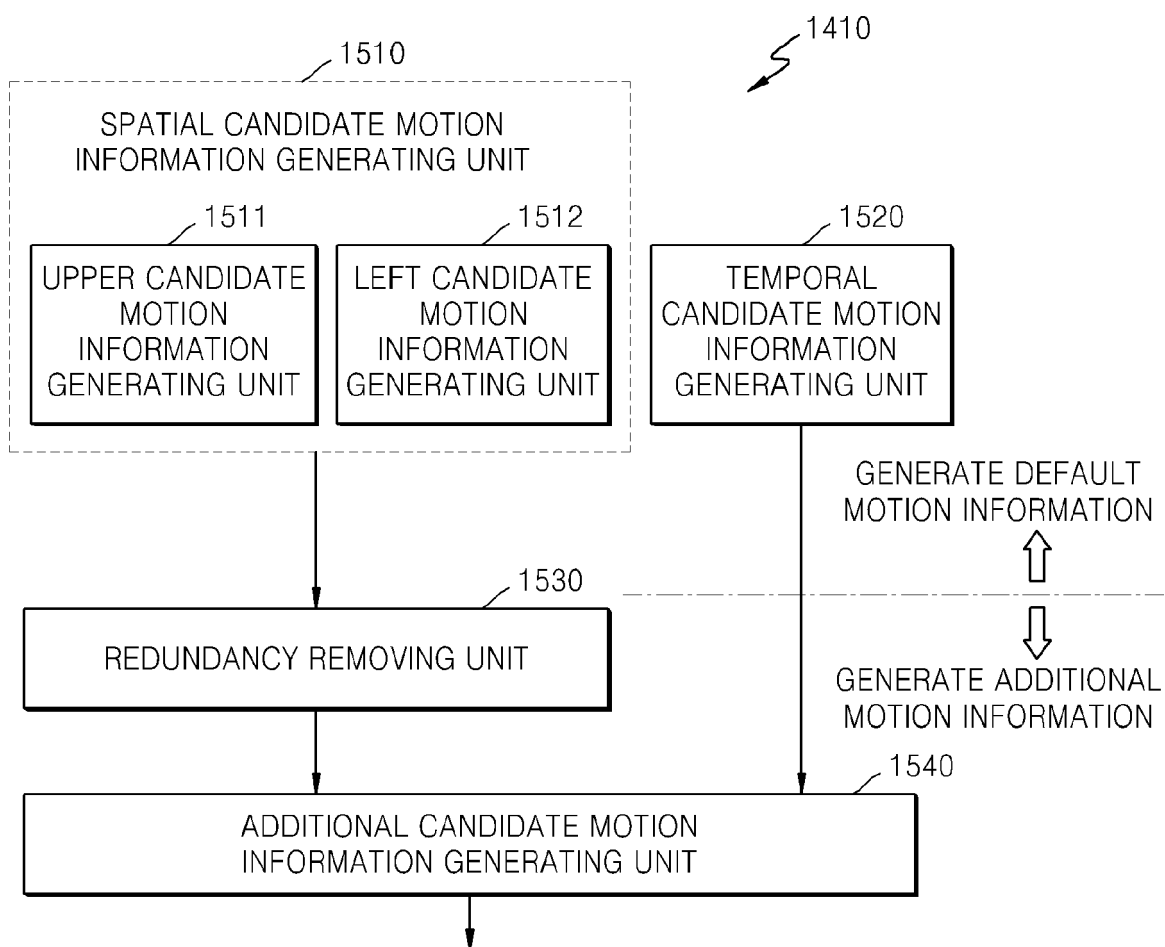 1410
1510
SPATIAL CANDIDATE MOTION
INFORMATION GENERATING UNIT
1511
UPPER CANDIDATE
MOTION
INFORMATION
GENERATING UNIT
1512
LEFT CANDIDATE
MOTION
INFORMATION
GENERATING UNIT
1520
TEMPORAL
CANDIDATE MOTION
INFORMATION
GENERATING UNIT
GENERATE DEFAULT
MOTION INFORMATION
1530
REDUNDANCY REMOVING UNIT
GENERATE ADDITIONAL
MOTION INFORMATION
1540
ADDITIONAL CANDIDATE MOTION
INFORMATION GENERATING UNIT